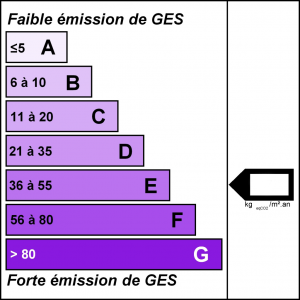 Faible émission de GES
≤5 A
6 à 10 B
11 à 20 C
21 à 35 D
36 à 55 E
56 à 80 F
> 80 G
kg eqCO2 /m².an
Forte émission de GES